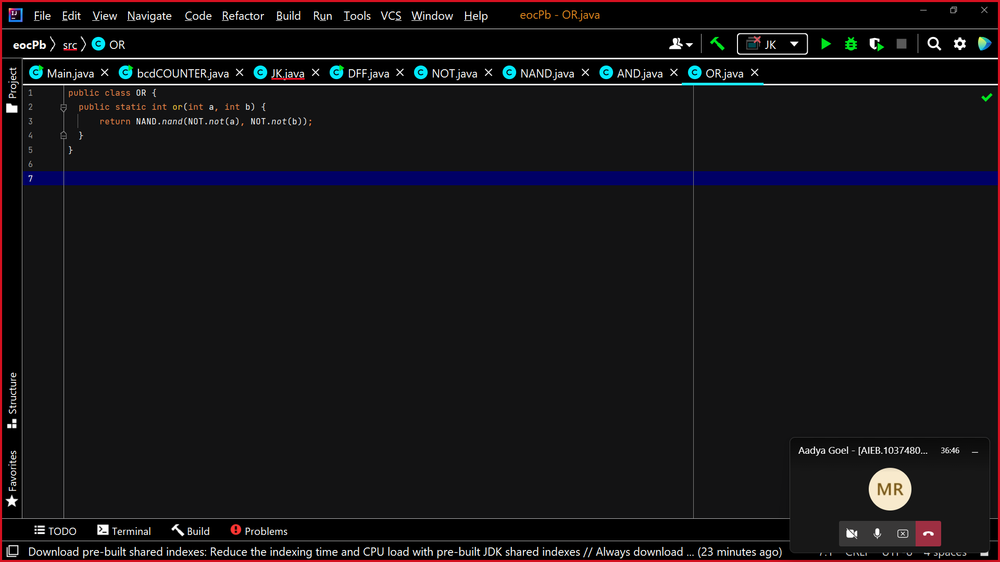 File Edit View Navigate Code Refactor Build Run Tools VCS Window Help eocPb - OR.java
eocPb src C OR JK
Project
C Main.java C bcdCOUNTER.java C JK.java C DFF.java C NOT.java C NAND.java C AND.java C OR.java
1 public class OR {
2 public static int or(int a, int b) {
3 return NAND.nand(NOT.not(a), NOT.not(b));
4 }
5 }
6
7
Structure
Favorites
Aadya Goel - [AIEB.1037480... 36:46
MR
TODO Terminal Build Problems
Download pre-built shared indexes: Reduce the indexing time and CPU load with pre-built JDK shared indexes // Always download ... (23 minutes ago)